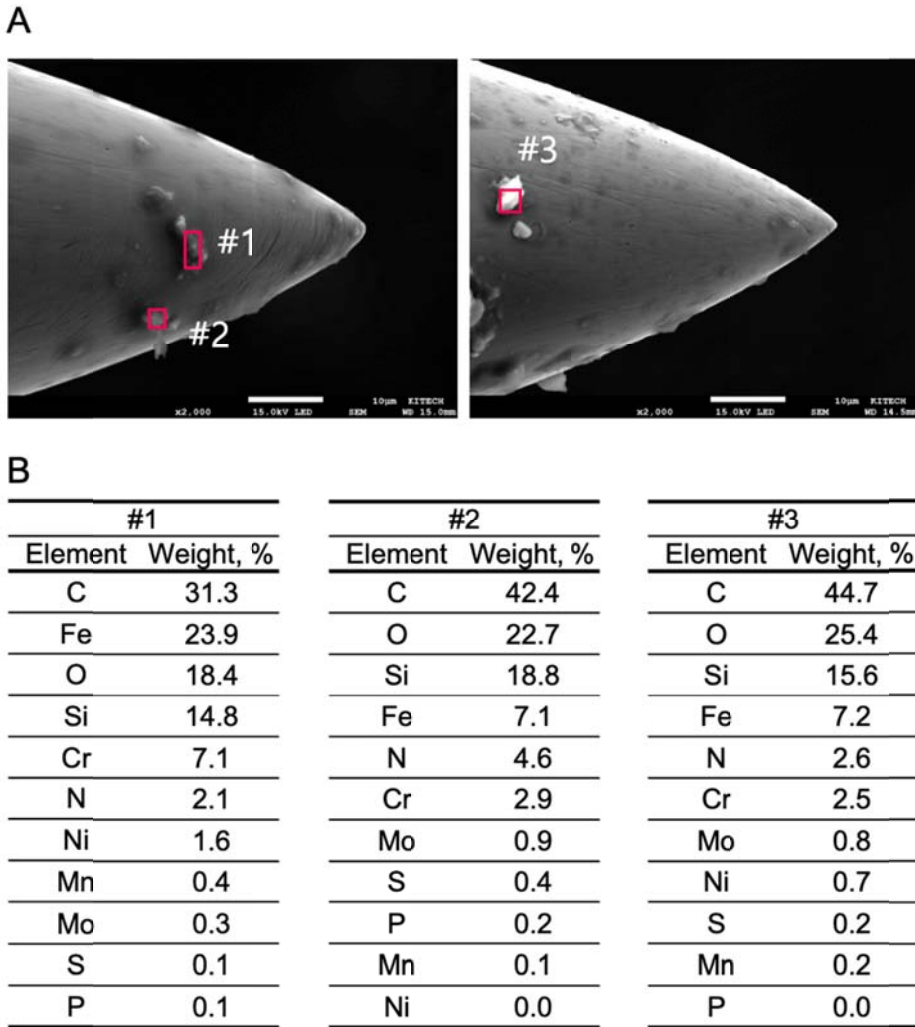 A
#1
#2
10μm KITECH
x2,000 15.0kV LED SEM WD 15.0mm
#3
10μm KITECH
x2,000 15.0kV LED SEM WD 14.5mm
B
#1
Element Weight, %
C 31.3
Fe 23.9
O 18.4
Si 14.8
Cr 7.1
N 2.1
Ni 1.6
Mn 0.4
Mo 0.3
S 0.1
P 0.1
#2
Element Weight, %
C 42.4
O 22.7
Si 18.8
Fe 7.1
N 4.6
Cr 2.9
Mo 0.9
S 0.4
P 0.2
Mn 0.1
Ni 0.0
#3
Element Weight, %
C 44.7
O 25.4
Si 15.6
Fe 7.2
N 2.6
Cr 2.5
Mo 0.8
Ni 0.7
S 0.2
Mn 0.2
P 0.0